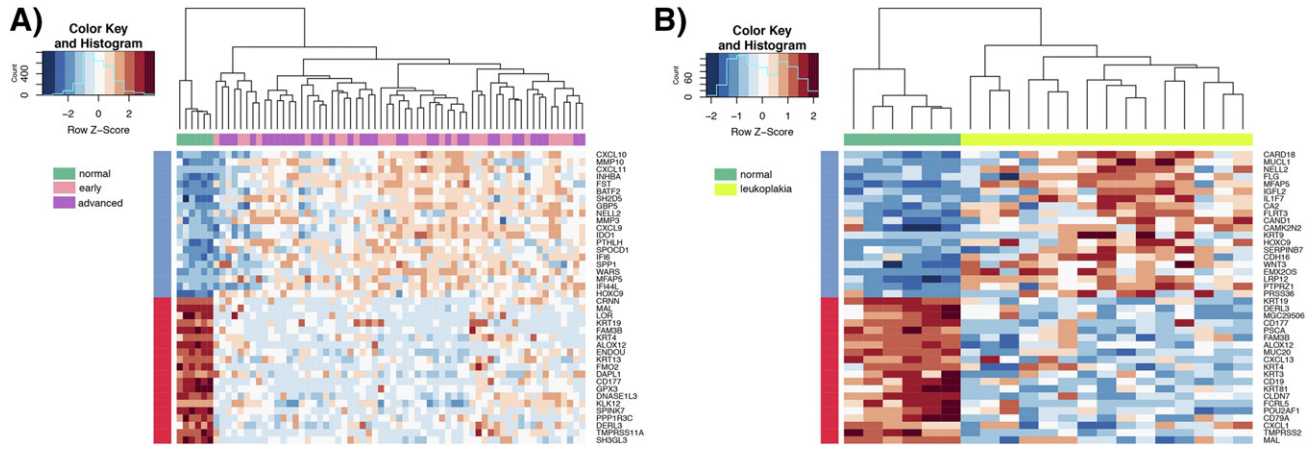 A)
Color Key
and Histogram
Count
0 400
−2 0 2
Row Z−Score
normal
early
advanced
CXCL10
MMP10
CXCL11
INHBA
FST
BATF2
SH2D5
GBP5
NELL2
MMP3
CXCL9
IDO1
PTHLH
SPOCD1
IFI6
SPP1
WARS
MFAP5
IFI44L
HOXC9
CRNN
MAL
LOR
KRT19
FAM3B
KRT4
ALOX12
ENDOU
KRT13
FMO2
DAPL1
CD177
GPX3
DNASE1L3
KLK12
SPINK7
PPP1R3C
DERL3
TMPRSS11A
SH3GL3
B)
Color Key
and Histogram
Count
0 60
−2 −1 0 1 2
Row Z−Score
normal
leukoplakia
CARD18
MUCL1
NELL2
FLG
MFAP5
IGFL2
IL1F7
CA2
FLRT3
CAND1
CAMK2N2
KRT9
HOXC9
SERPINB7
CDH16
WNT3
EMX2OS
LRP12
PTPRZ1
PRSS36
KRT19
DERL3
MGC29506
CD177
PSCA
FAM3B
ALOX12
MUC20
CXCL13
KRT4
KRT3
CD19
KRT81
CLDN7
FCRL5
POU2AF1
CD79A
CXCL1
TMPRSS2
MAL